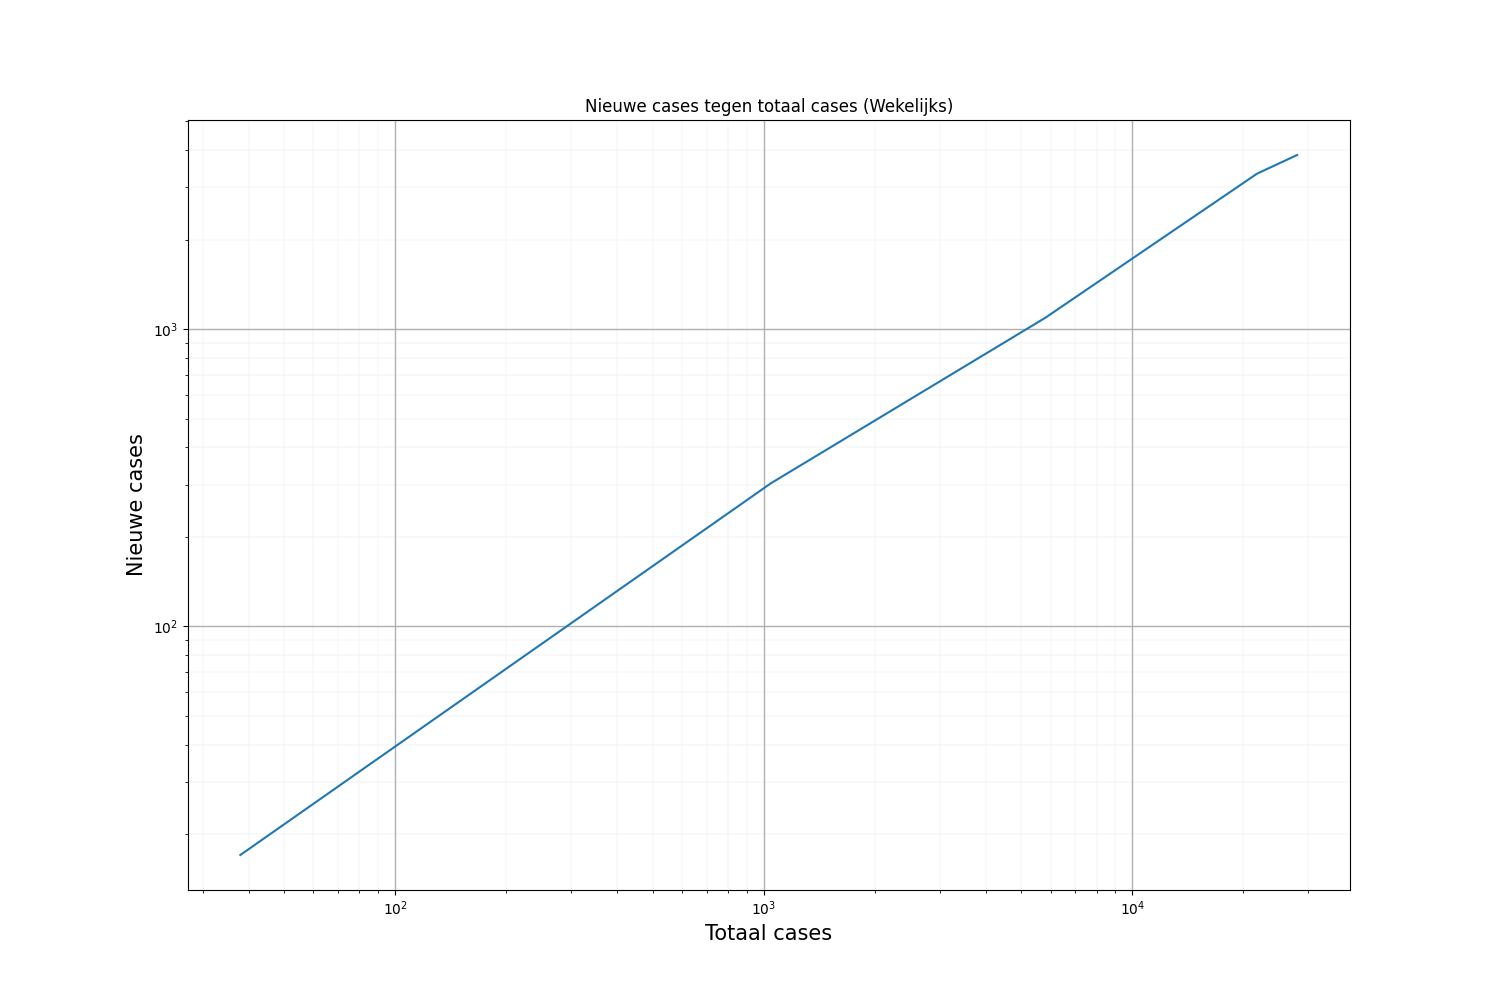 Nieuwe cases tegen totaal cases (Wekelijks)
Nieuwe cases
10³
10²
10² 10³ 10⁴
Totaal cases